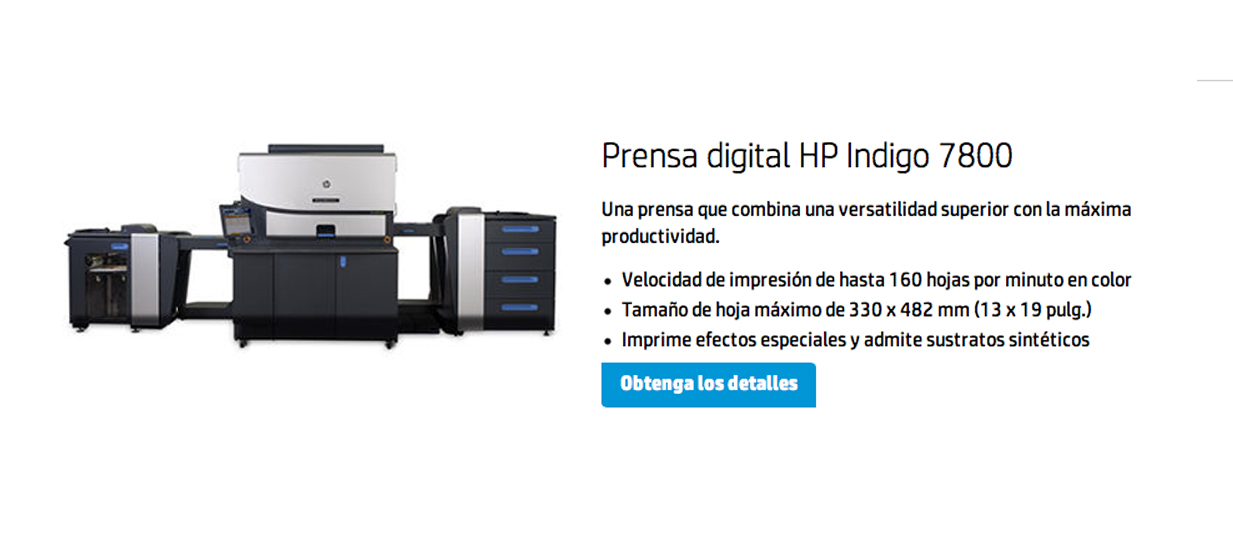 Prensa digital HP Indigo 7800
Una prensa que combina una versatilidad superior con la máxima
productividad.
• Velocidad de impresión de hasta 160 hojas por minuto en color
• Tamaño de hoja máximo de 330 x 482 mm (13 x 19 pulg.)
• Imprime efectos especiales y admite sustratos sintéticos
Obtenga los detalles